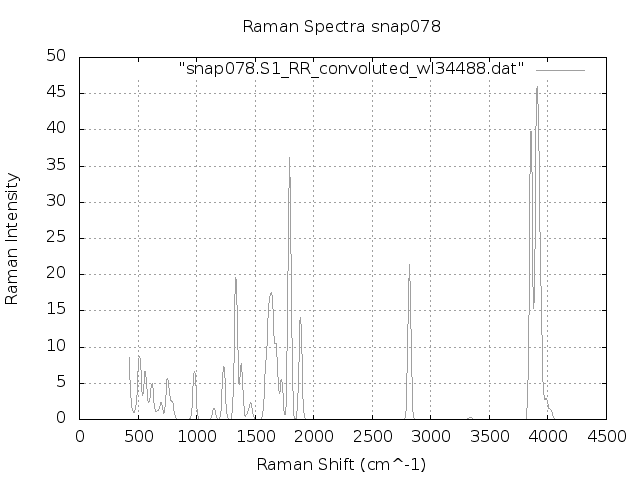 Raman Spectra snap078
"snap078.S1_RR_convoluted_wl34488.dat"
Raman Intensity
50
45
40
35
30
25
20
15
10
5
0
0 500 1000 1500 2000 2500 3000 3500 4000 4500
Raman Shift (cm^-1)